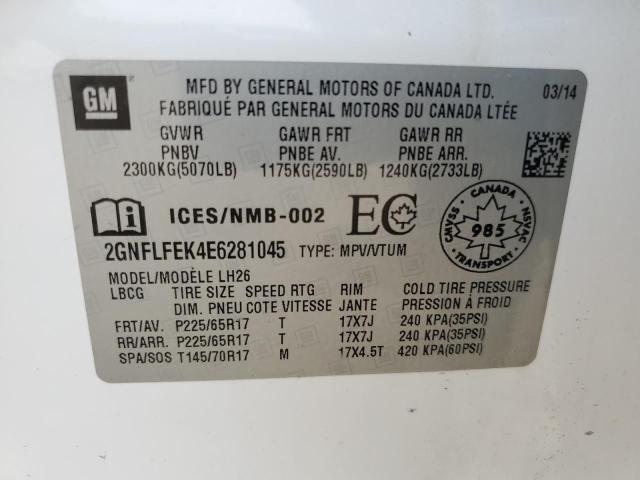 GM
MFD BY GENERAL MOTORS OF CANADA LTD. 03/14
FABRIQUÉ PAR GENERAL MOTORS DU CANADA LTÉE
GVWR GAWR FRT GAWR RR
PNBV PNBE AV. PNBE ARR.
2300KG(5070LB) 1175KG(2590LB) 1240KG(2733LB)
ICES/NMB-002 EC
CANADA
CMVSS 985 NSVAC
TRANSPORT
2GNFLFEK4E6281045 TYPE: MPV/VTUM
MODEL/MODÈLE LH26
LBCG TIRE SIZE SPEED RTG RIM COLD TIRE PRESSURE
DIM. PNEU COTE VITESSE JANTE PRESSION À FROID
FRT/AV. P225/65R17 T 17X7J 240 KPA(35PSI)
RR/ARR. P225/65R17 T 17X7J 240 KPA(35PSI)
SPA/SOS T145/70R17 M 17X4.5T 420 KPA(60PSI)